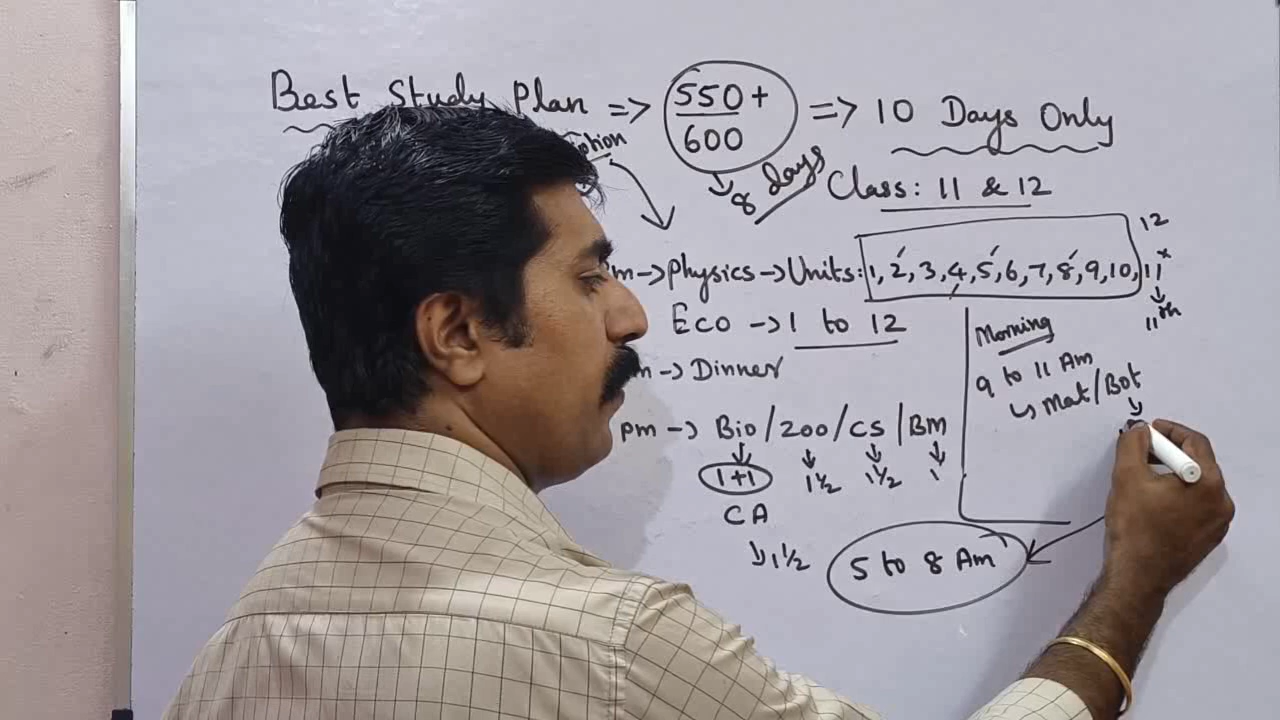 Best Study Plan => 550+/600 => 10 Days Only
8 days
Class: 11 & 12
12
Physics -> Units: 1, 2, 3, 4, 5, 6, 7, 8, 9, 10, 11
11th
Eco -> 1 to 12
-> Dinner
pm -> Bio/Zoo/CS/BM
1+1 1½ 1½ 1
CA
1½
Morning
9 to 11 Am
Mat/Bot
5 to 8 Am